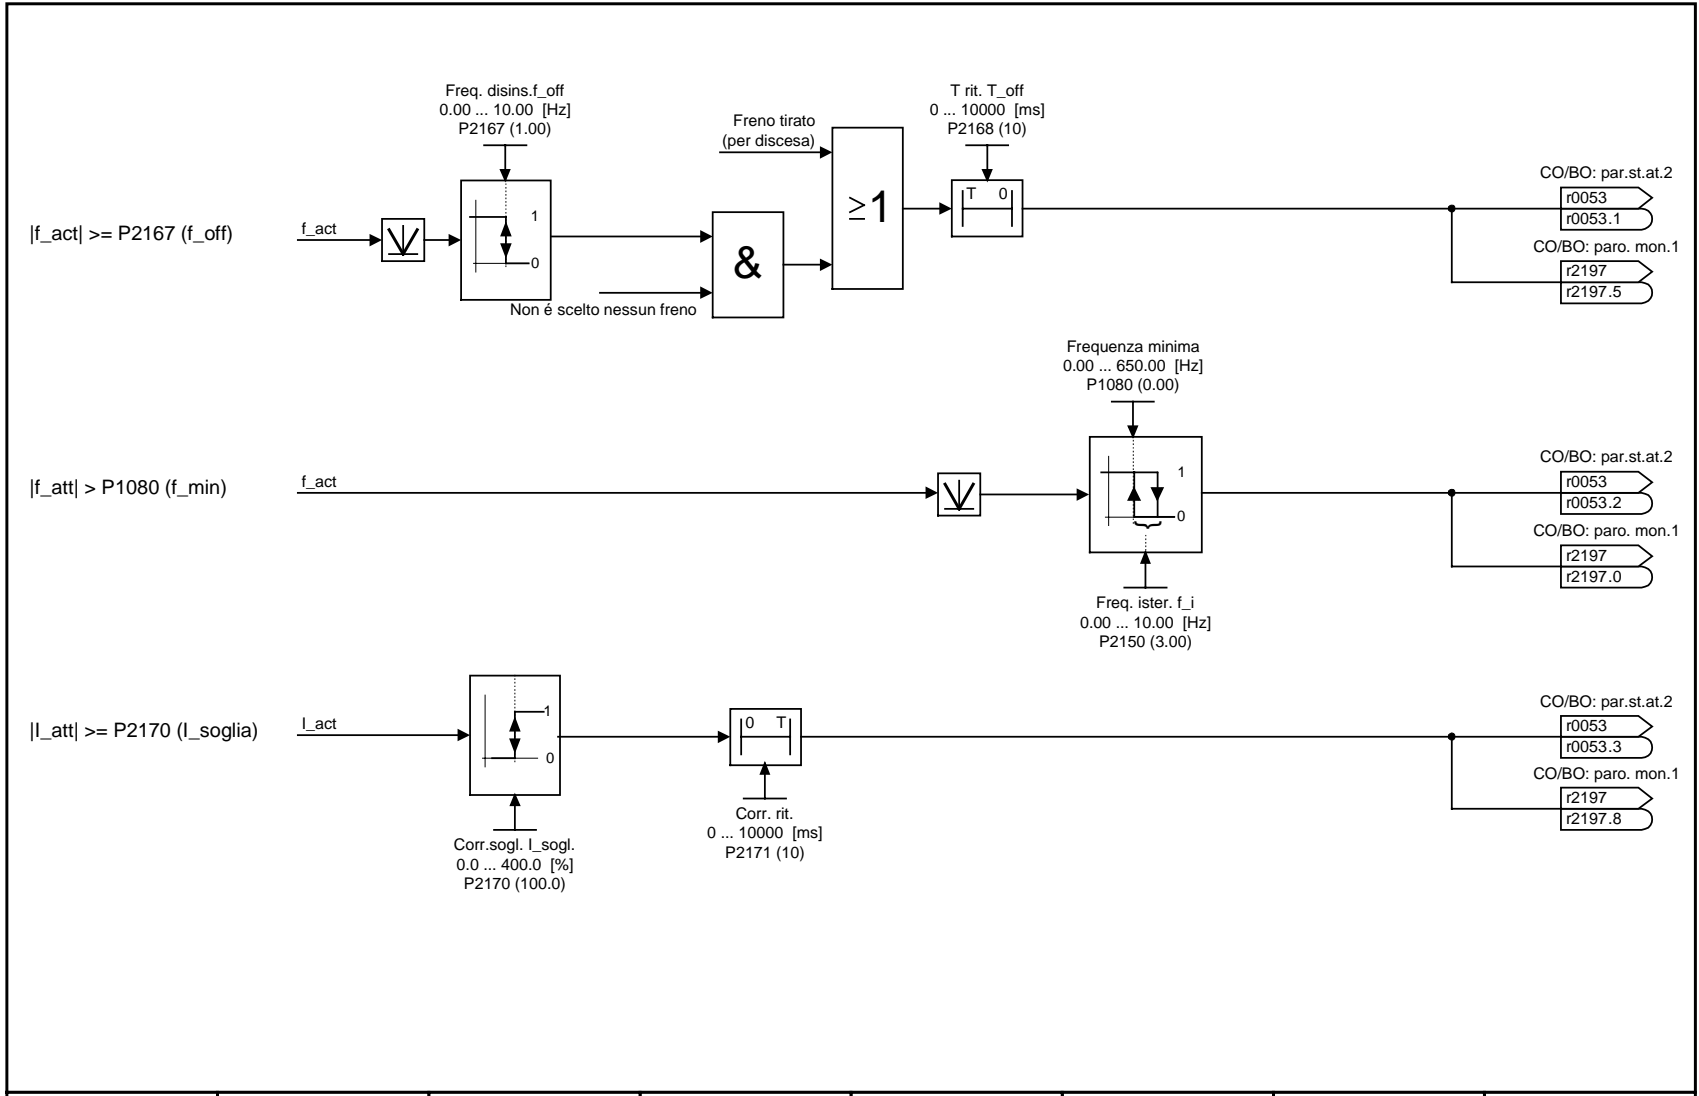 Freq. disins.f_off
0.00 ... 10.00 [Hz]
P2167 (1.00)
Freno tirato
(per discesa)
T rit. T_off
0 ... 10000 [ms]
P2168 (10)
|f_act| >= P2167 (f_off)
f_act
1
0
Non é scelto nessun freno
&
≥1
T 0
CO/BO: par.st.at.2
r0053
r0053.1
CO/BO: paro. mon.1
r2197
r2197.5
Frequenza minima
0.00 ... 650.00 [Hz]
P1080 (0.00)
|f_att| > P1080 (f_min)
f_act
1
0
Freq. ister. f_i
0.00 ... 10.00 [Hz]
P2150 (3.00)
CO/BO: par.st.at.2
r0053
r0053.2
CO/BO: paro. mon.1
r2197
r2197.0
|I_att| >= P2170 (I_soglia)
I_act
1
0
Corr.sogl. I_sogl.
0.0 ... 400.0 [%]
P2170 (100.0)
0 T
Corr. rit.
0 ... 10000 [ms]
P2171 (10)
CO/BO: par.st.at.2
r0053
r0053.3
CO/BO: paro. mon.1
r2197
r2197.8